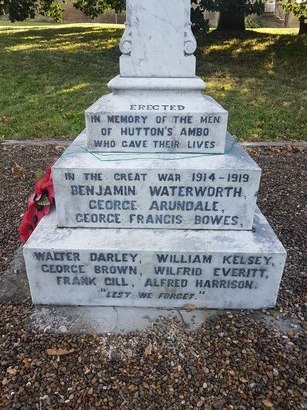 ERECTED
IN MEMORY OF THE MEN
OF HUTTON'S AMBO
WHO GAVE THEIR LIVES
IN THE GREAT WAR 1914-1919
BENJAMIN WATERWORTH,
GEORGE ARUNDALE,
GEORGE FRANCIS BOWES,
WALTER DARLEY, WILLIAM KELSEY,
GEORGE BROWN, WILFRID EVERITT,
FRANK GILL, ALFRED HARRISON.
"LEST WE FORGET."